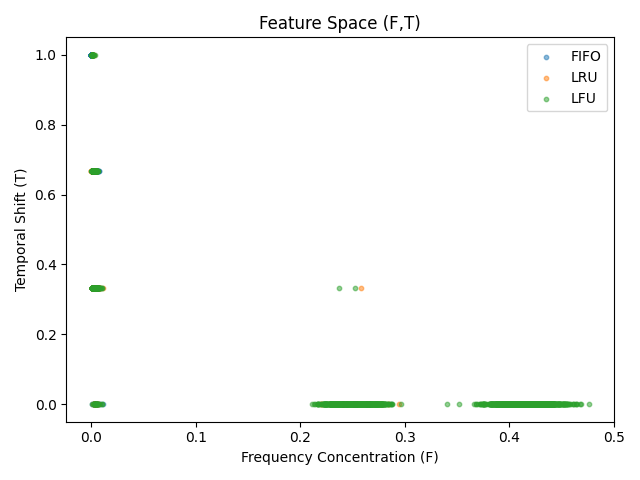 Feature Space (F,T)
FIFO
LRU
LFU
Temporal Shift (T)
1.0
0.8
0.6
0.4
0.2
0.0
0.0 0.1 0.2 0.3 0.4 0.5
Frequency Concentration (F)